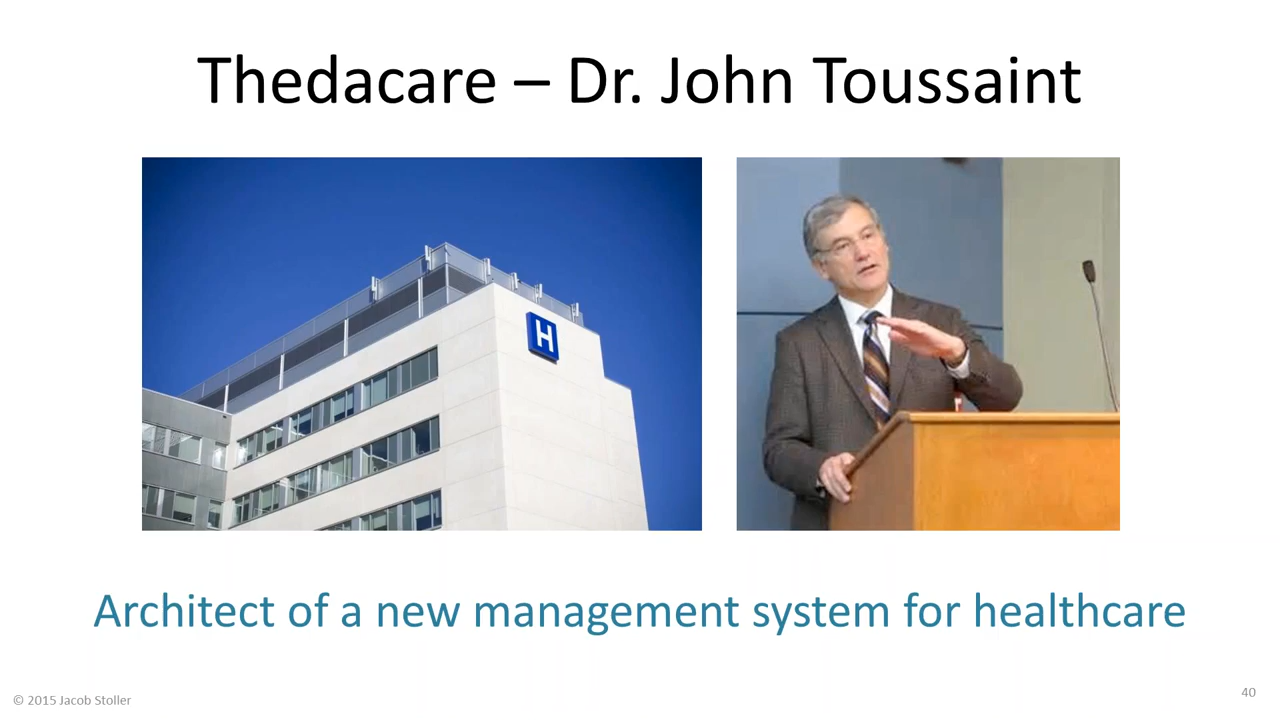 Thedacare – Dr. John Toussaint
H
Architect of a new management system for healthcare
© 2015 Jacob Stoller
40